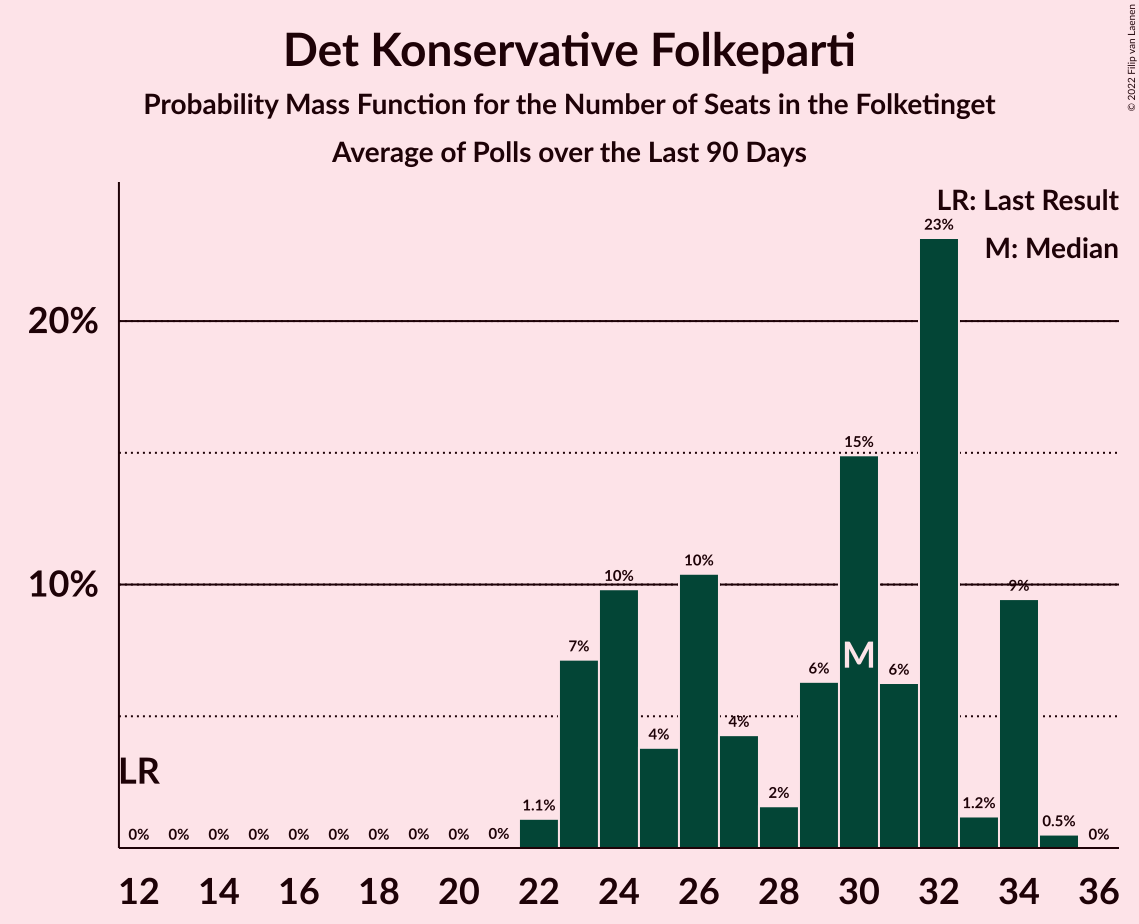 © 2022 Filip van Laenen
Det Konservative Folkeparti
Probability Mass Function for the Number of Seats in the Folketinget
Average of Polls over the Last 90 Days
LR: Last Result
M: Median
23%
20%
15%
10%
10%
10%
9%
7%
6%
M
6%
4%
4%
LR
2%
1.1%
1.2%
0.5%
0% 0% 0% 0% 0% 0% 0% 0% 0% 0% 0%
12 14 16 18 20 22 24 26 28 30 32 34 36